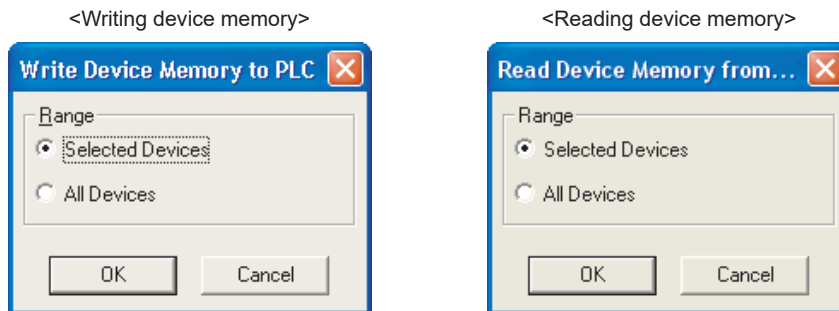 <Writing device memory>
<Reading device memory>
Write Device Memory to PLC
Read Device Memory from...
Range
Range
Selected Devices
Selected Devices
All Devices
All Devices
OK
Cancel
OK
Cancel